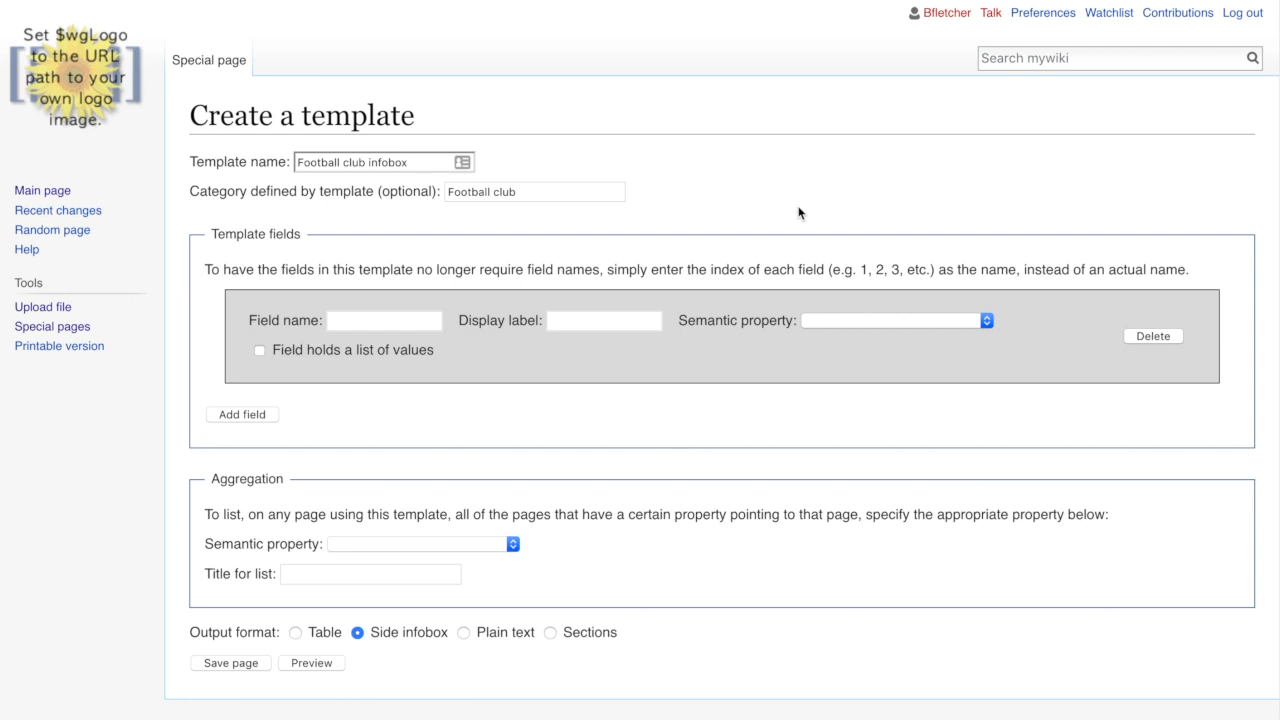 Bfletcher Talk Preferences Watchlist Contributions Log out
Set $wgLogo
to the URL
path to your
own logo
image.
Special page
Search mywiki
Create a template
Template name: Football club infobox
Category defined by template (optional): Football club
Main page
Recent changes
Random page
Help
Tools
Upload file
Special pages
Printable version
Template fields
To have the fields in this template no longer require field names, simply enter the index of each field (e.g. 1, 2, 3, etc.) as the name, instead of an actual name.
Field name: Display label: Semantic property:
Delete
Field holds a list of values
Add field
Aggregation
To list, on any page using this template, all of the pages that have a certain property pointing to that page, specify the appropriate property below:
Semantic property:
Title for list:
Output format: Table Side infobox Plain text Sections
Save page Preview